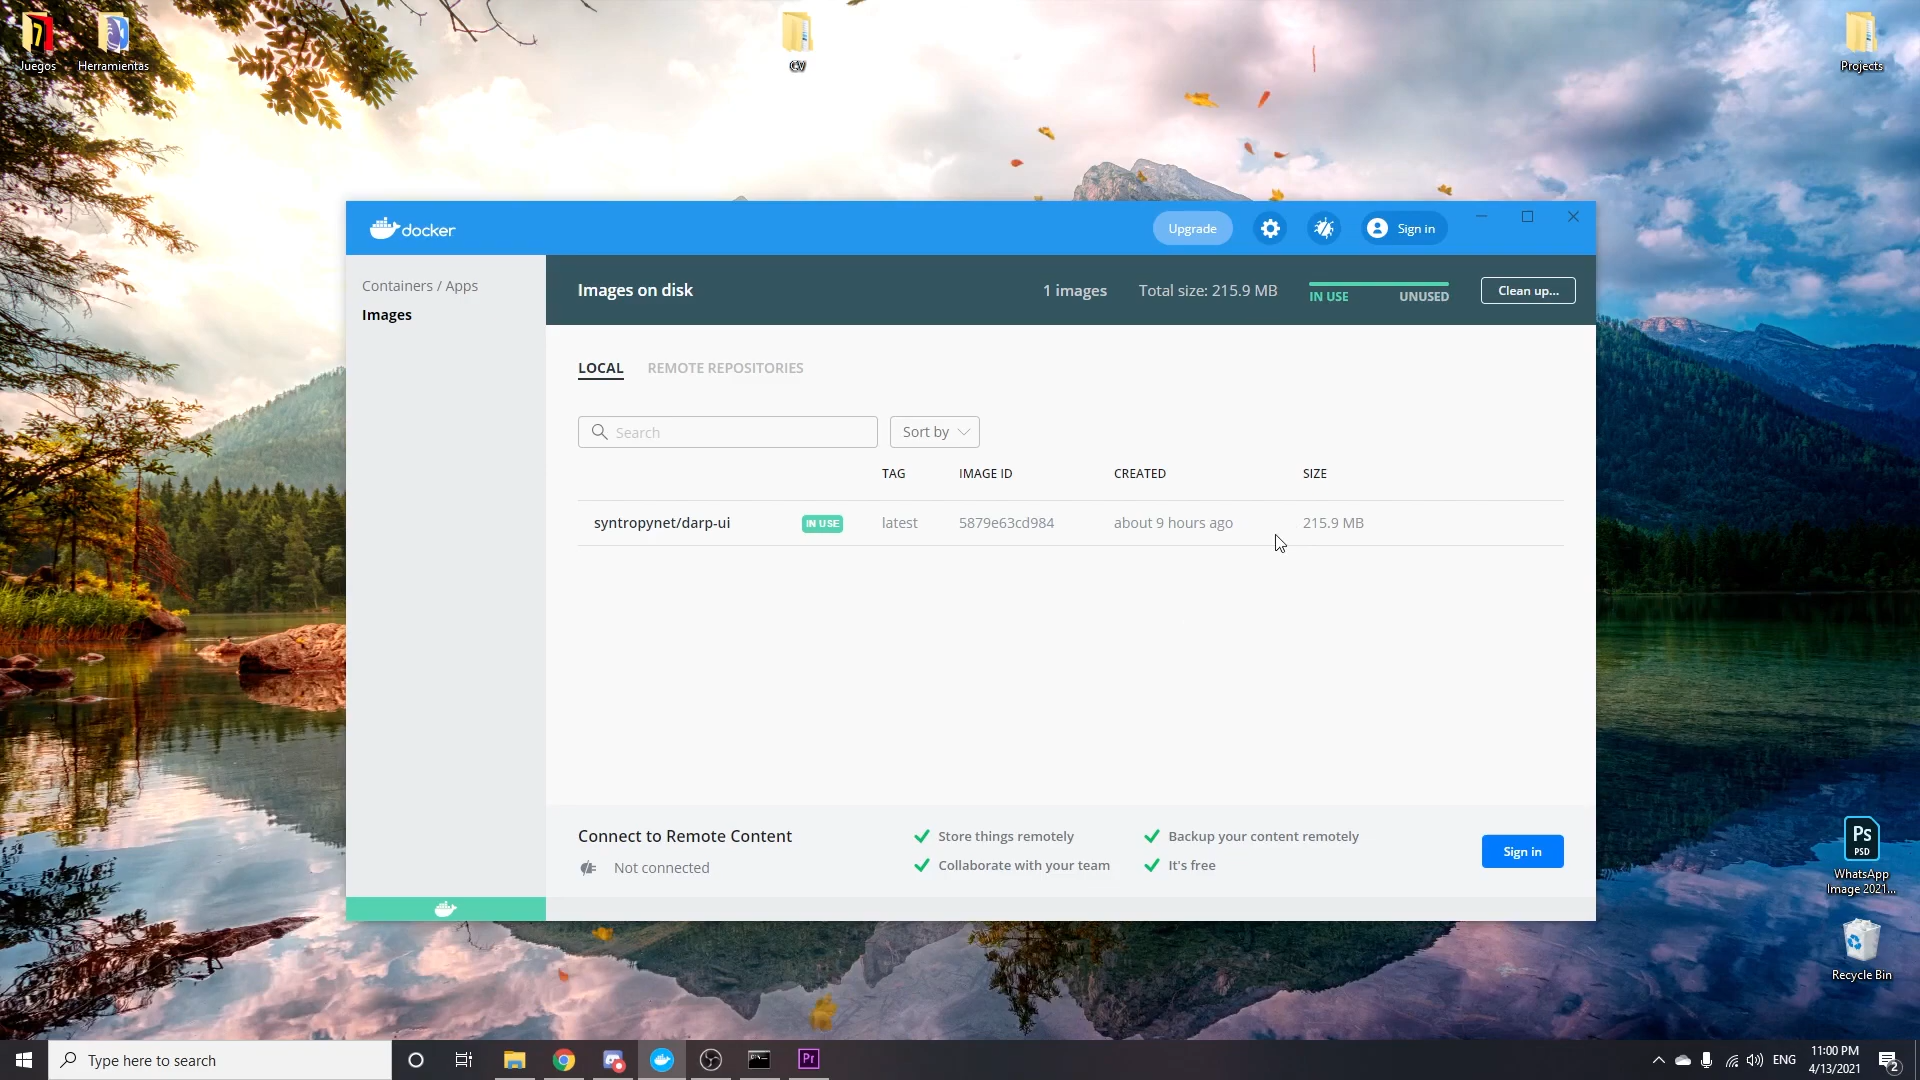 Juegos
Herramientas
CV
Projects
docker
Upgrade
Sign in
Containers / Apps
Images
Images on disk
1 images
Total size: 215.9 MB
IN USE
UNUSED
Clean up...
LOCAL
REMOTE REPOSITORIES
Search
Sort by
TAG
IMAGE ID
CREATED
SIZE
syntropynet/darp-ui
IN USE
latest
5879e63cd984
about 9 hours ago
215.9 MB
Connect to Remote Content
Not connected
Store things remotely
Collaborate with your team
Backup your content remotely
It's free
Sign in
Ps
PSD
WhatsApp
Image 2021...
Recycle Bin
Type here to search
Pr
ENG
11:00 PM
4/13/2021
2